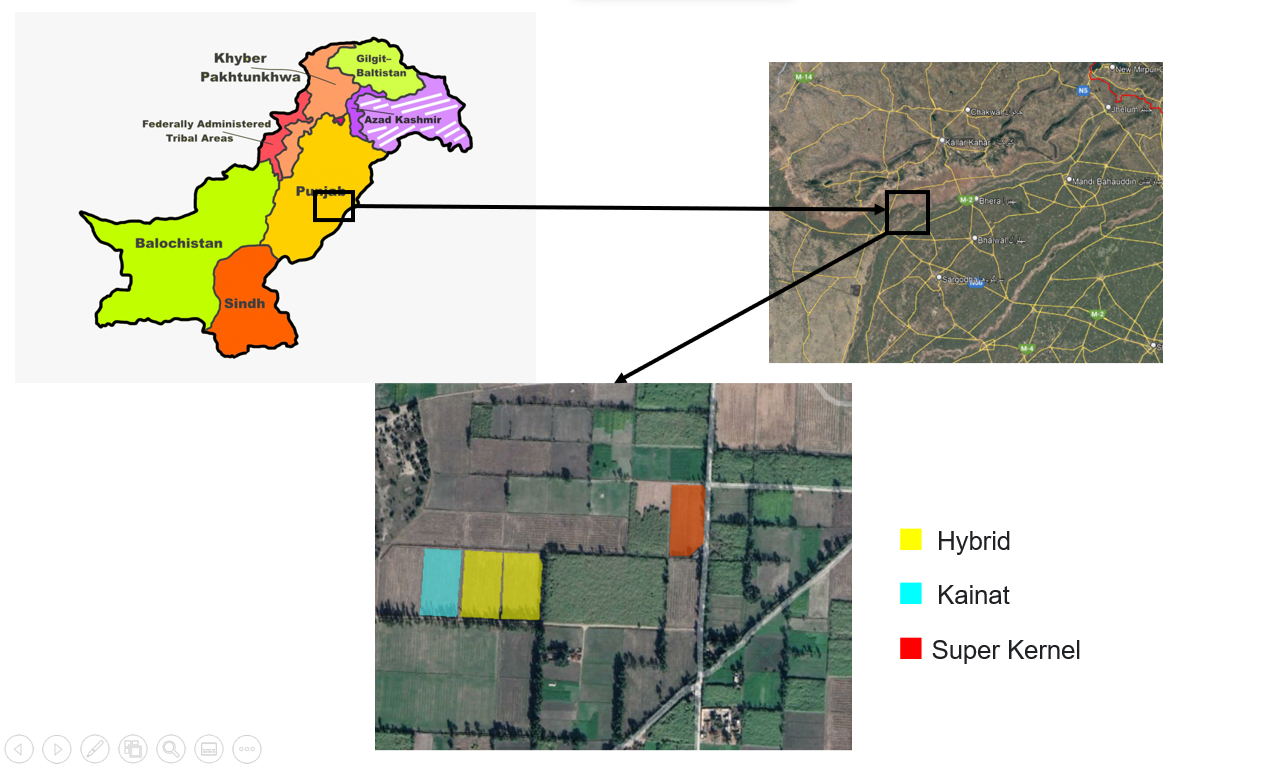 Khyber
Pakhtunkhwa
Gilgit–
Baltistan
Federally Administered
Tribal Areas
Azad Kashmir
Punjab
Balochistan
Sindh
M-14
New Mirpur
N5
Jhelum
Chakwal چکوال
Kallar Kahar
Mandi Bahauddin
M-2
Bhera
Bhalwal
Sargodha
M-2
M-4
Hybrid
Kainat
Super Kernel